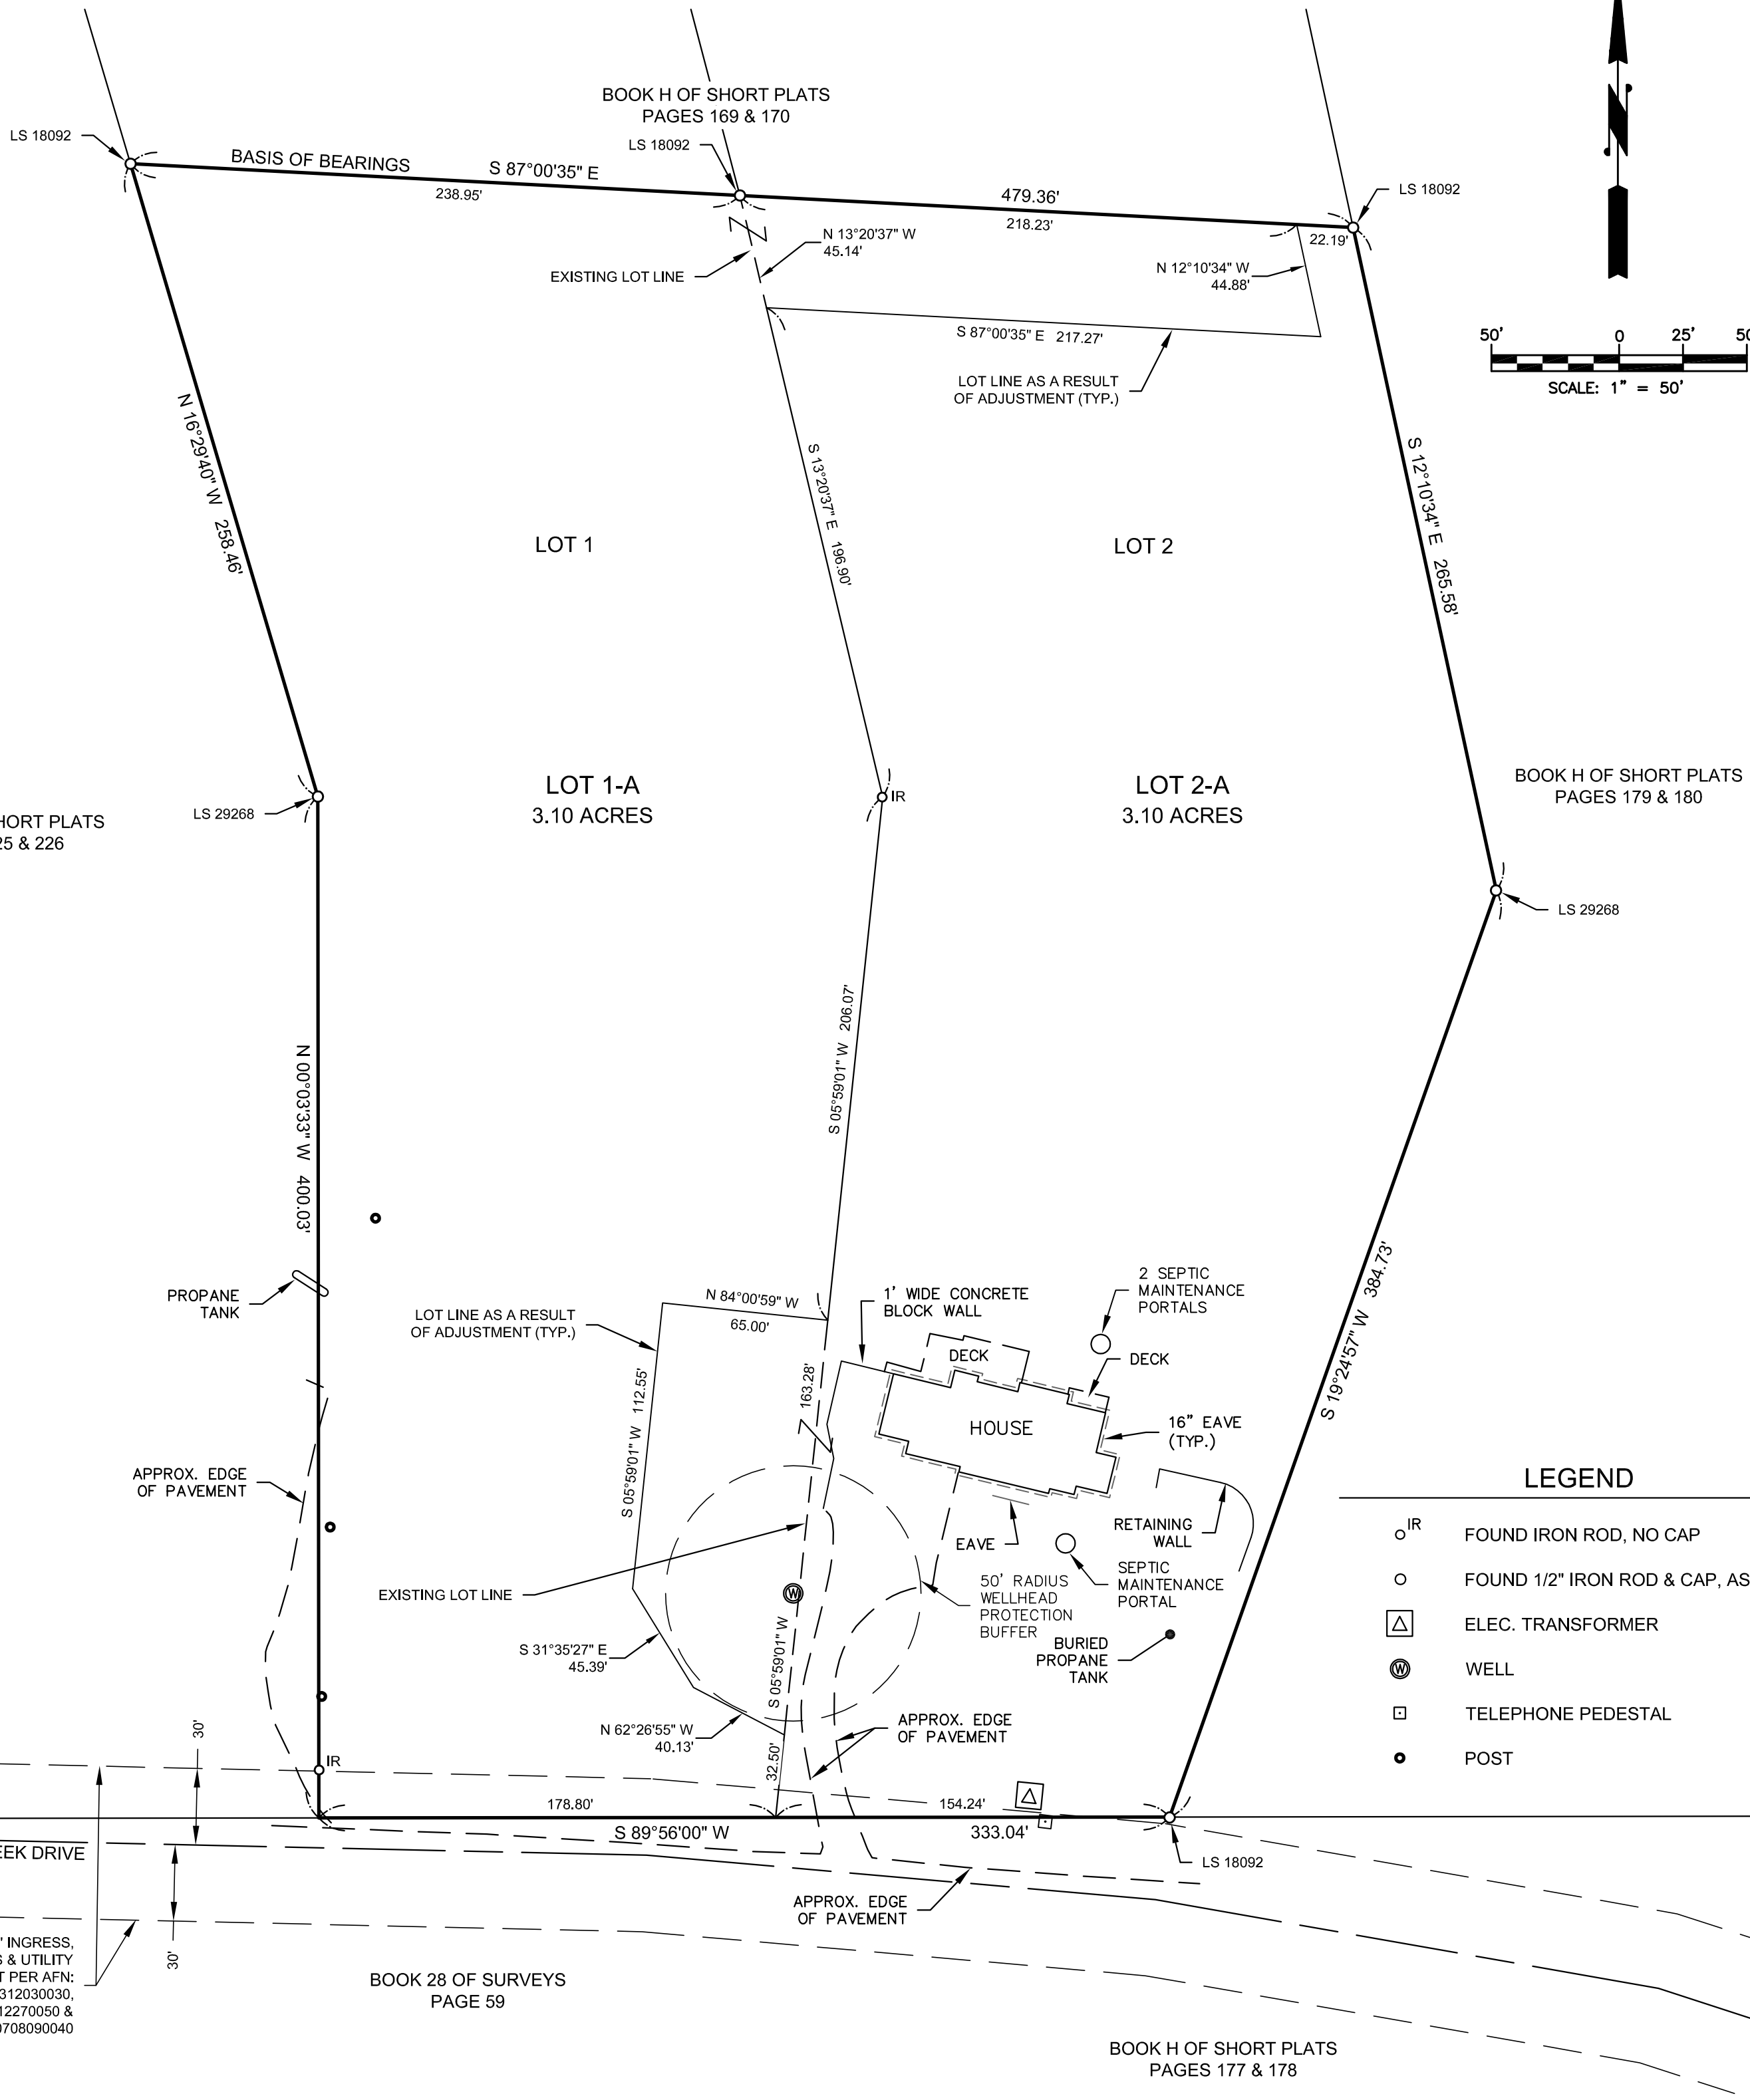 BOOK H OF SHORT PLATS
PAGES 169 & 170
LS 18092
LS 18092
LS 18092
BASIS OF BEARINGS
S 87°00'35" E
238.95'
479.36'
218.23'
22.19'
N 13°20'37" W
45.14'
EXISTING LOT LINE
N 12°10'34" W
44.88'
S 87°00'35" E 217.27'
LOT LINE AS A RESULT
OF ADJUSTMENT (TYP.)
N
50'
0
25'
50
SCALE: 1" = 50'
N 16°29'40" W 258.46'
S 13°20'37" E 196.90'
S 12°10'34" E 265.58'
LOT 1
LOT 2
LOT 1-A
3.10 ACRES
LOT 2-A
3.10 ACRES
IR
BOOK H OF SHORT PLATS
PAGES 179 & 180
HORT PLATS
25 & 226
LS 29268
LS 29268
N 00°03'33" W 400.03'
S 05°59'01" W 206.07'
S 19°24'57" W 384.73'
PROPANE
TANK
LOT LINE AS A RESULT
OF ADJUSTMENT (TYP.)
N 84°00'59" W
65.00'
1' WIDE CONCRETE
BLOCK WALL
2 SEPTIC
MAINTENANCE
PORTALS
DECK
DECK
HOUSE
16" EAVE
(TYP.)
163.28'
S 05°59'01" W 112.55'
APPROX. EDGE
OF PAVEMENT
EXISTING LOT LINE
W
EAVE
RETAINING
WALL
50' RADIUS
WELLHEAD
PROTECTION
BUFFER
SEPTIC
MAINTENANCE
PORTAL
BURIED
PROPANE
TANK
S 31°35'27" E
45.39'
S 05°59'01" W
N 62°26'55" W
40.13'
32.50'
APPROX. EDGE
OF PAVEMENT
LEGEND
IR FOUND IRON ROD, NO CAP
FOUND 1/2" IRON ROD & CAP, AS
ELEC. TRANSFORMER
W WELL
TELEPHONE PEDESTAL
POST
30'
IR
178.80'
154.24'
S 89°56'00" W
333.04'
LS 18092
EEK DRIVE
APPROX. EDGE
OF PAVEMENT
30'
' INGRESS,
S & UTILITY
T PER AFN:
312030030,
12270050 &
0708090040
BOOK 28 OF SURVEYS
PAGE 59
BOOK H OF SHORT PLATS
PAGES 177 & 178